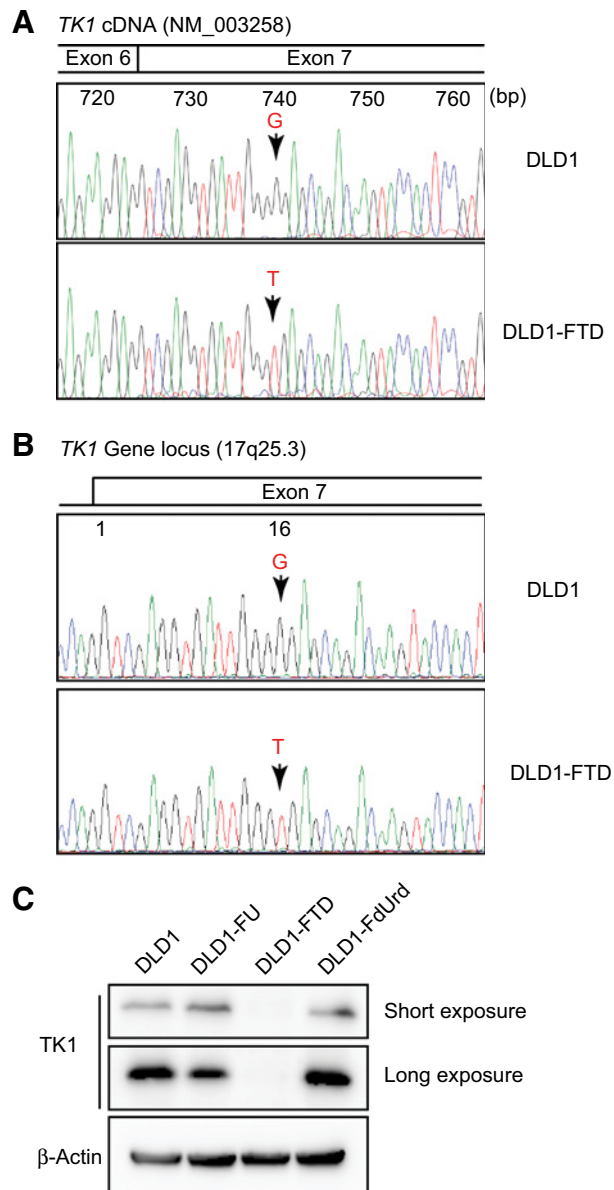 A
TK1 cDNA (NM_003258)
Exon 6 Exon 7
720 730 740 750 760 (bp)
G
DLD1
T
DLD1-FTD
B
TK1 Gene locus (17q25.3)
Exon 7
1 16
G
DLD1
T
DLD1-FTD
C
DLD1 DLD1-FU DLD1-FTD DLD1-FdUrd
Short exposure
TK1
Long exposure
β-Actin